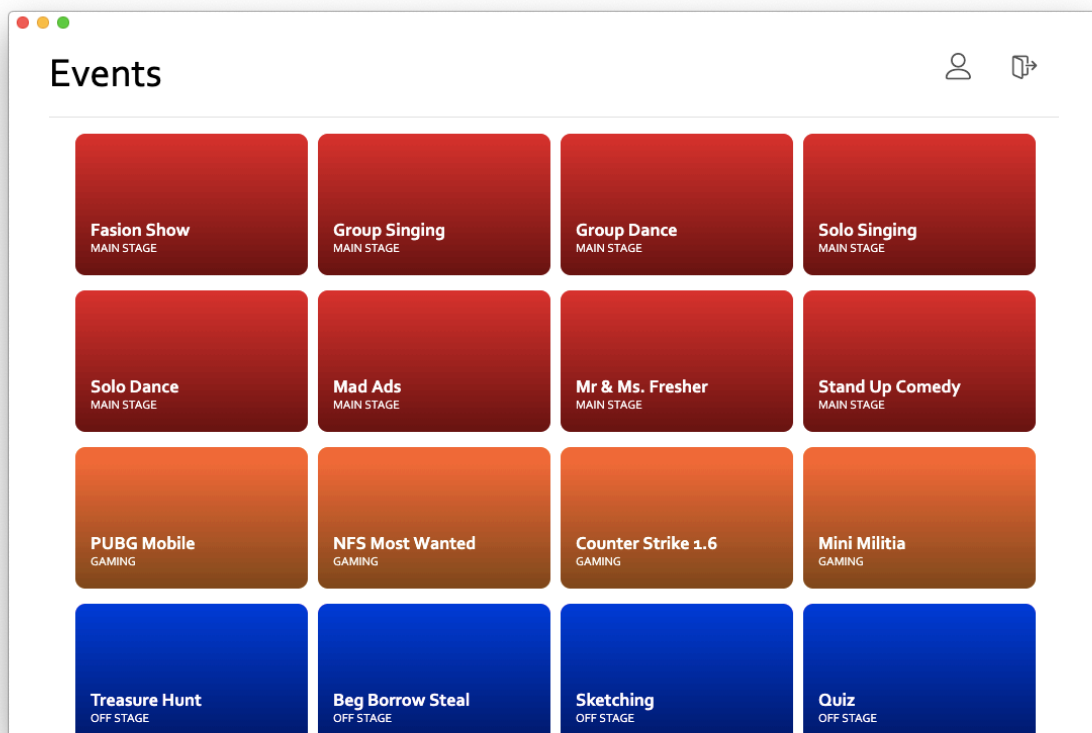 Events
Fasion Show
MAIN STAGE
Group Singing
MAIN STAGE
Group Dance
MAIN STAGE
Solo Singing
MAIN STAGE
Solo Dance
MAIN STAGE
Mad Ads
MAIN STAGE
Mr & Ms. Fresher
MAIN STAGE
Stand Up Comedy
MAIN STAGE
PUBG Mobile
GAMING
NFS Most Wanted
GAMING
Counter Strike 1.6
GAMING
Mini Militia
GAMING
Treasure Hunt
OFF STAGE
Beg Borrow Steal
OFF STAGE
Sketching
OFF STAGE
Quiz
OFF STAGE